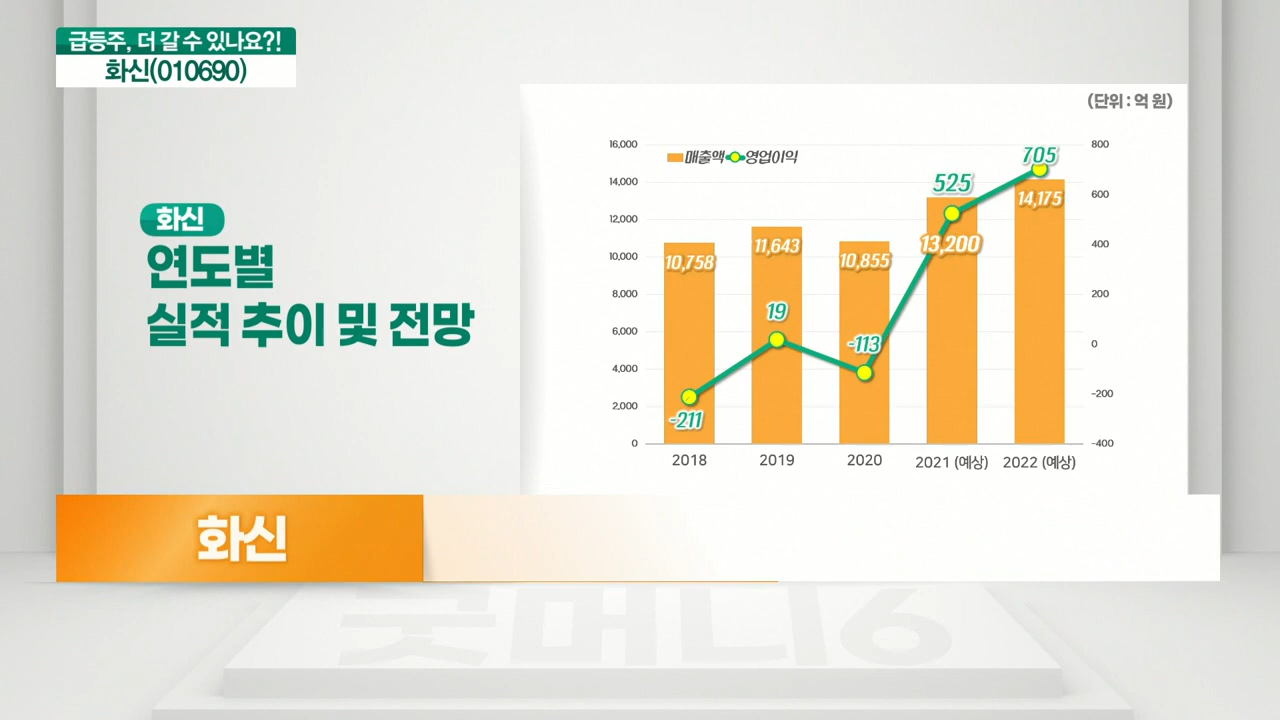 급등주, 더 갈 수 있나요?!
화신(010690)
(단위 : 억 원)
화신
연도별
실적 추이 및 전망
매출액 영업이익
16,000
14,000
12,000
10,000
8,000
6,000
4,000
2,000
0
800
600
400
200
0
-200
-400
10,758
11,643
10,855
13,200
14,175
-211
19
-113
525
705
2018 2019 2020 2021 (예상) 2022 (예상)
화신
굿머니6